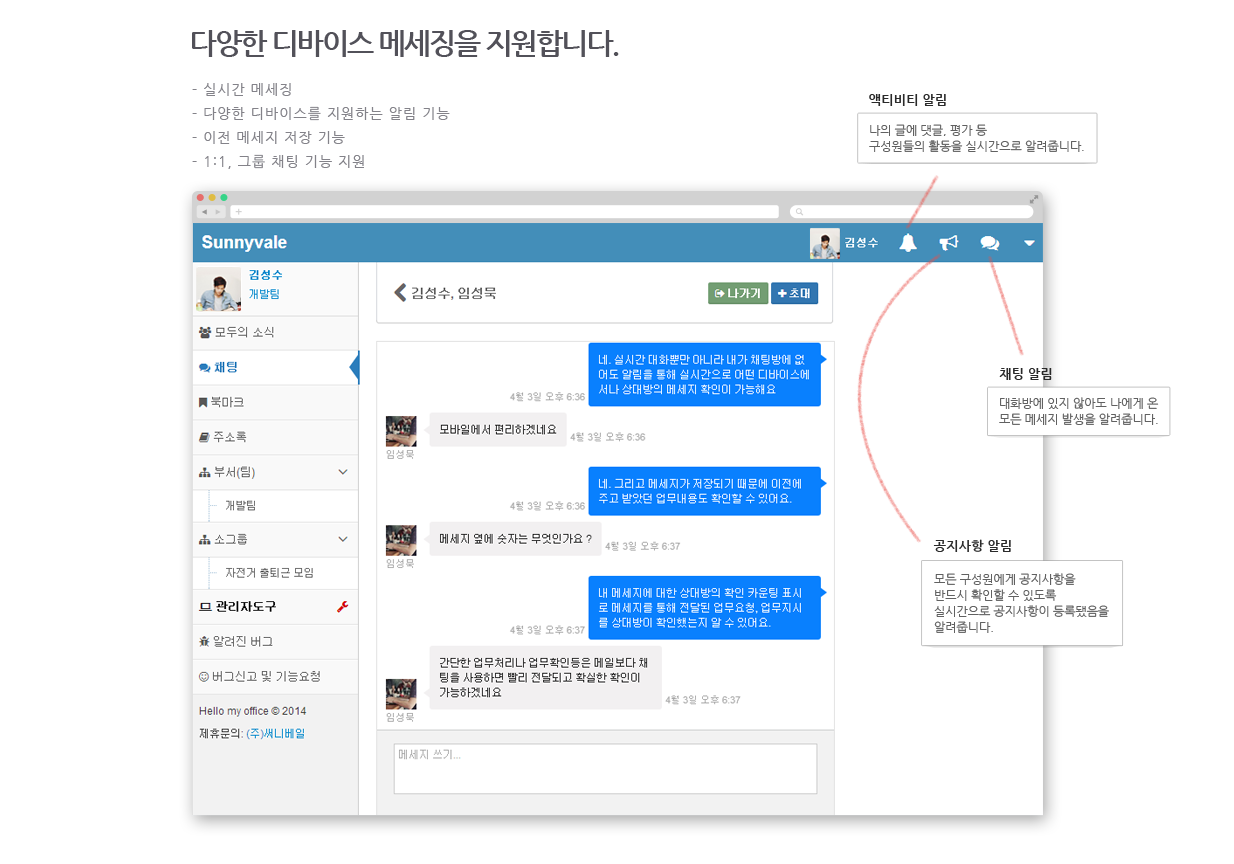 다양한 디바이스 메세징을 지원합니다.
- 실시간 메세징
- 다양한 디바이스를 지원하는 알림 기능
- 이전 메세지 저장 기능
- 1:1, 그룹 채팅 기능 지원
액티비티 알림
나의 글에 댓글, 평가 등
구성원들의 활동을 실시간으로 알려줍니다.
Sunnyvale
김성수
김성수
개발팀
모두의 소식
채팅
북마크
주소록
부서(팀)
개발팀
소그룹
자전거 출퇴근 모임
관리자도구
알려진 버그
버그신고 및 기능요청
Hello my office © 2014
제휴문의: (주)써니베일
김성수, 임성묵
나가기
초대
네. 실시간 대화뿐만 아니라 내가 채팅방에 없
어도 알림을 통해 실시간으로 어떤 디바이스에
서나 상대방의 메세지 확인이 가능해요
4월 3일 오후 6:36
모바일에서 편리하겠네요
4월 3일 오후 6:36
임성묵
네. 그리고 메세지가 저장되기 때문에 이전에
주고 받았던 업무내용도 확인할 수 있어요.
4월 3일 오후 6:36
메세지 옆에 숫자는 무엇인가요 ?
4월 3일 오후 6:37
임성묵
내 메세지에 대한 상대방의 확인 카운팅 표시
로 메세지를 통해 전달된 업무요청, 업무지시
를 상대방이 확인했는지 알 수 있어요.
4월 3일 오후 6:37
간단한 업무처리나 업무확인등은 메일보다 채
팅을 사용하면 빨리 전달되고 확실한 확인이
가능하겠네요
4월 3일 오후 6:37
임성묵
메세지 쓰기...
채팅 알림
대화방에 있지 않아도 나에게 온
모든 메세지 발생을 알려줍니다.
공지사항 알림
모든 구성원에게 공지사항을
반드시 확인할 수 있도록
실시간으로 공지사항이 등록됐음을
알려줍니다.